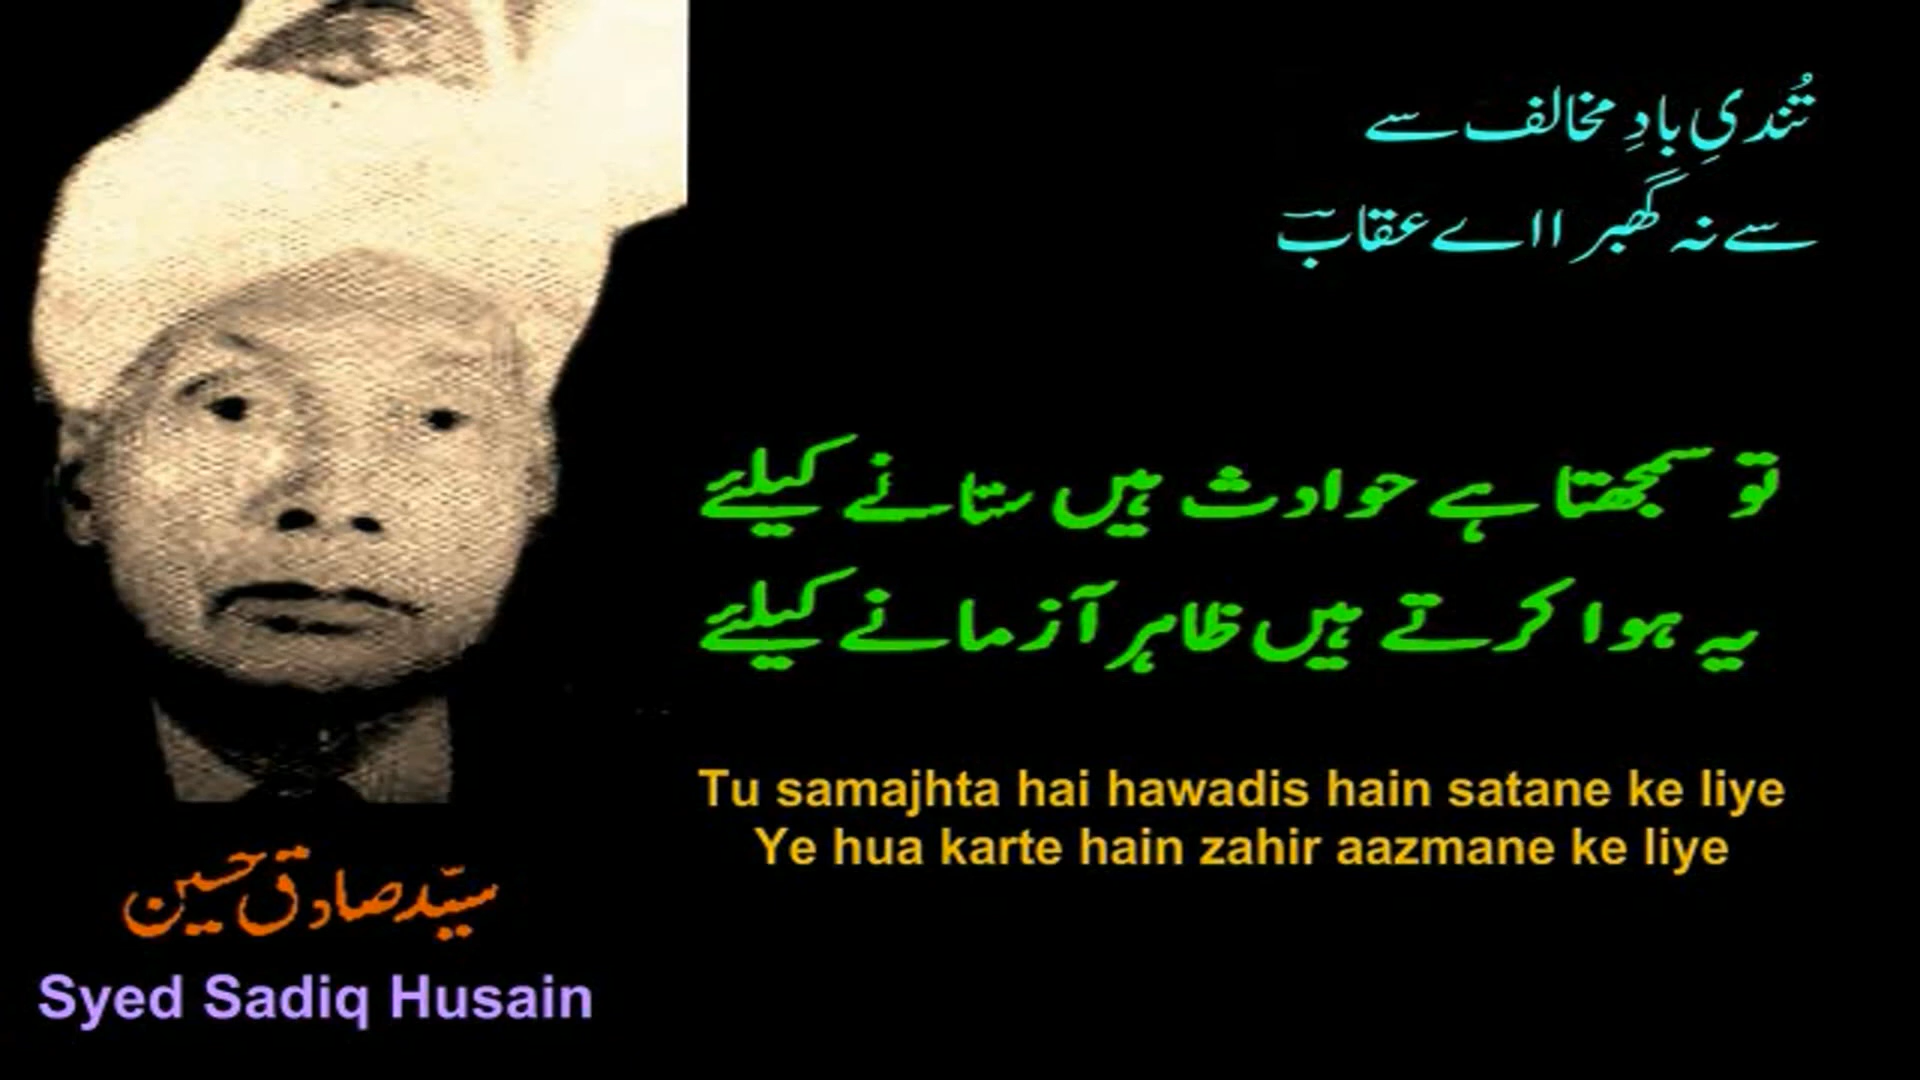 تُندیِ بادِ مخالف سے
سے نہ گھبرا اے عقاب
تو سمجھتا ہے حوادث ہیں ستانے کیلئے
یہ ہوا کرتے ہیں ظاہر آزمانے کیلئے
Tu samajhta hai hawadis hain satane ke liye
Ye hua karte hain zahir aazmane ke liye
سیّد صادق حسین
Syed Sadiq Husain